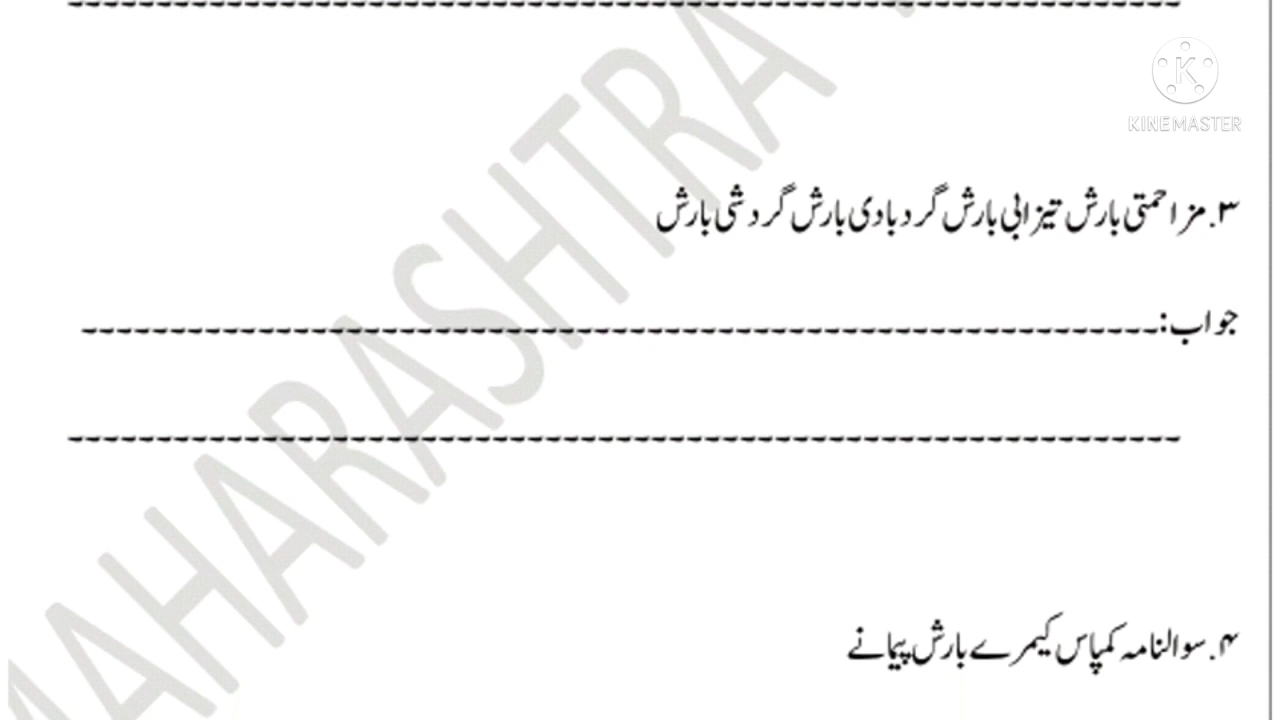 KINEMASTER
۳. مزاحمتی بارش تیزابی بارش گردبادی بارش گردشی بارش
جواب:
۴. سوالنامہ کمپاس کیمرے بارش پیمانے
MAHARASHTRA